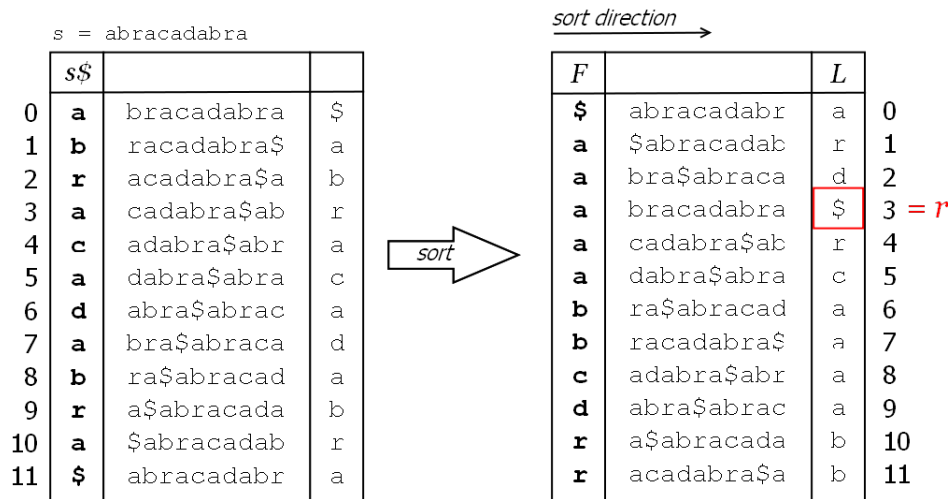 s = abracadabra
sort direction
s$
F L
0 a bracadabra $
$ abracadabr a 0
1 b racadabra$ a
a $abracadab r 1
2 r acadabra$a b
a bra$abraca d 2
3 a cadabra$ab r
a bracadabra $ 3 = r
4 c adabra$abr a
sort
a cadabra$ab r 4
5 a dabra$abra c
a dabra$abra c 5
6 d abra$abrac a
b ra$abracad a 6
7 a bra$abraca d
b racadabra$ a 7
8 b ra$abracad a
c adabra$abr a 8
9 r a$abracada b
d abra$abrac a 9
10 a $abracadab r
r a$abracada b 10
11 $ abracadabr a
r acadabra$a b 11